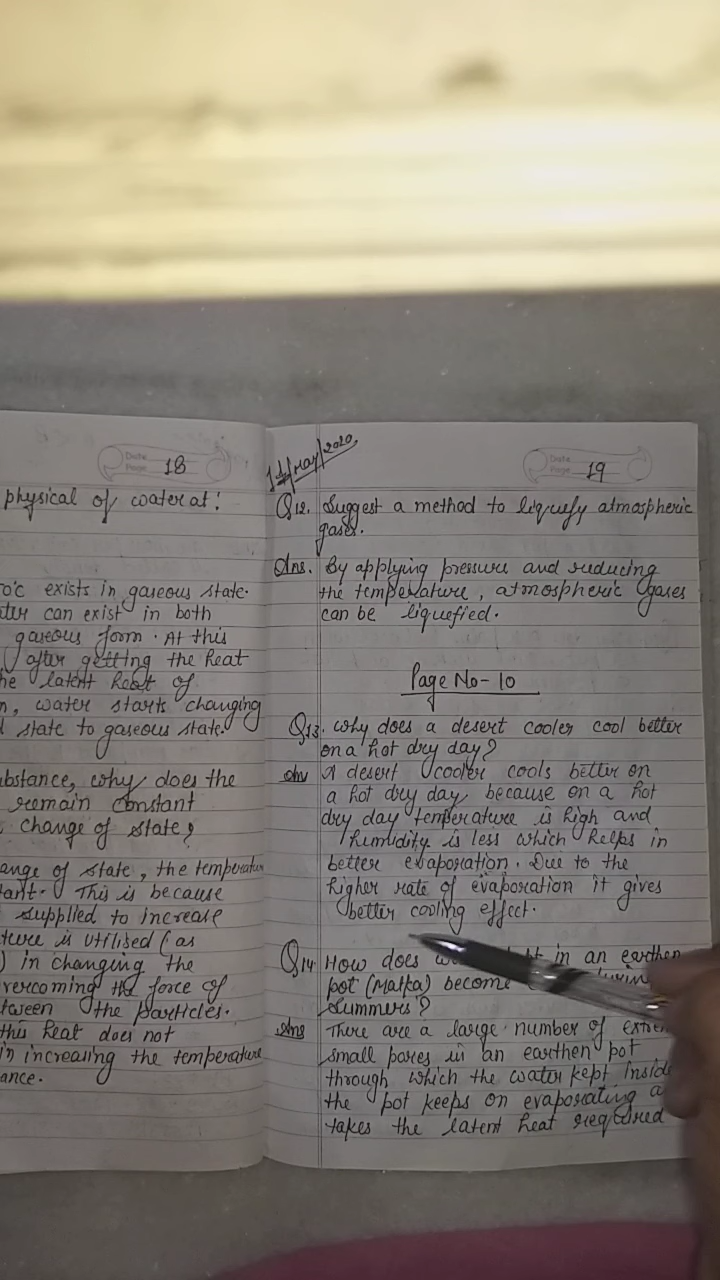 Date
Page 18
physical of water at:
0°C exists in gaseous state.
can exist in both
gaseous form. At this
after getting the heat
latent heat of
, water starts changing
state to gaseous state.
ubstance, why does the
remain constant
change of state?
ange of state, the temperature
tant. This is because
supplied to increase
ture is utilised (as
) in changing the
vercoming the force of
tween the particles.
this heat does not
in increasing the temperature
ance.
14/May/2020
Date
Page 19
Q12. Suggest a method to liquefy atmospheric
gases.
Ans. By applying pressure and reducing
the temperature, atmospheric gases
can be liquefied.
Page No-10
Q13. Why does a desert cooler cool better
on a hot dry day?
Ans A desert cooler cools better on
a hot dry day because on a hot
dry day temperature is high and
humidity is less which helps in
better evaporation. Due to the
higher rate of evaporation it gives
better cooling effect.
Q14 How does in an earthen
pot (Matka) become
Summers?
Ans There are a large number of
small pores in an earthen pot
through which the water kept insid
the pot keeps on evaporating a
takes the latent heat required